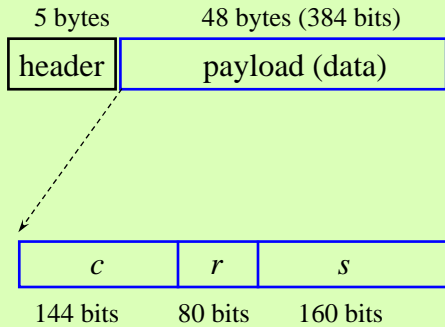 5 bytes 48 bytes (384 bits)
header payload (data)
c r s
144 bits 80 bits 160 bits